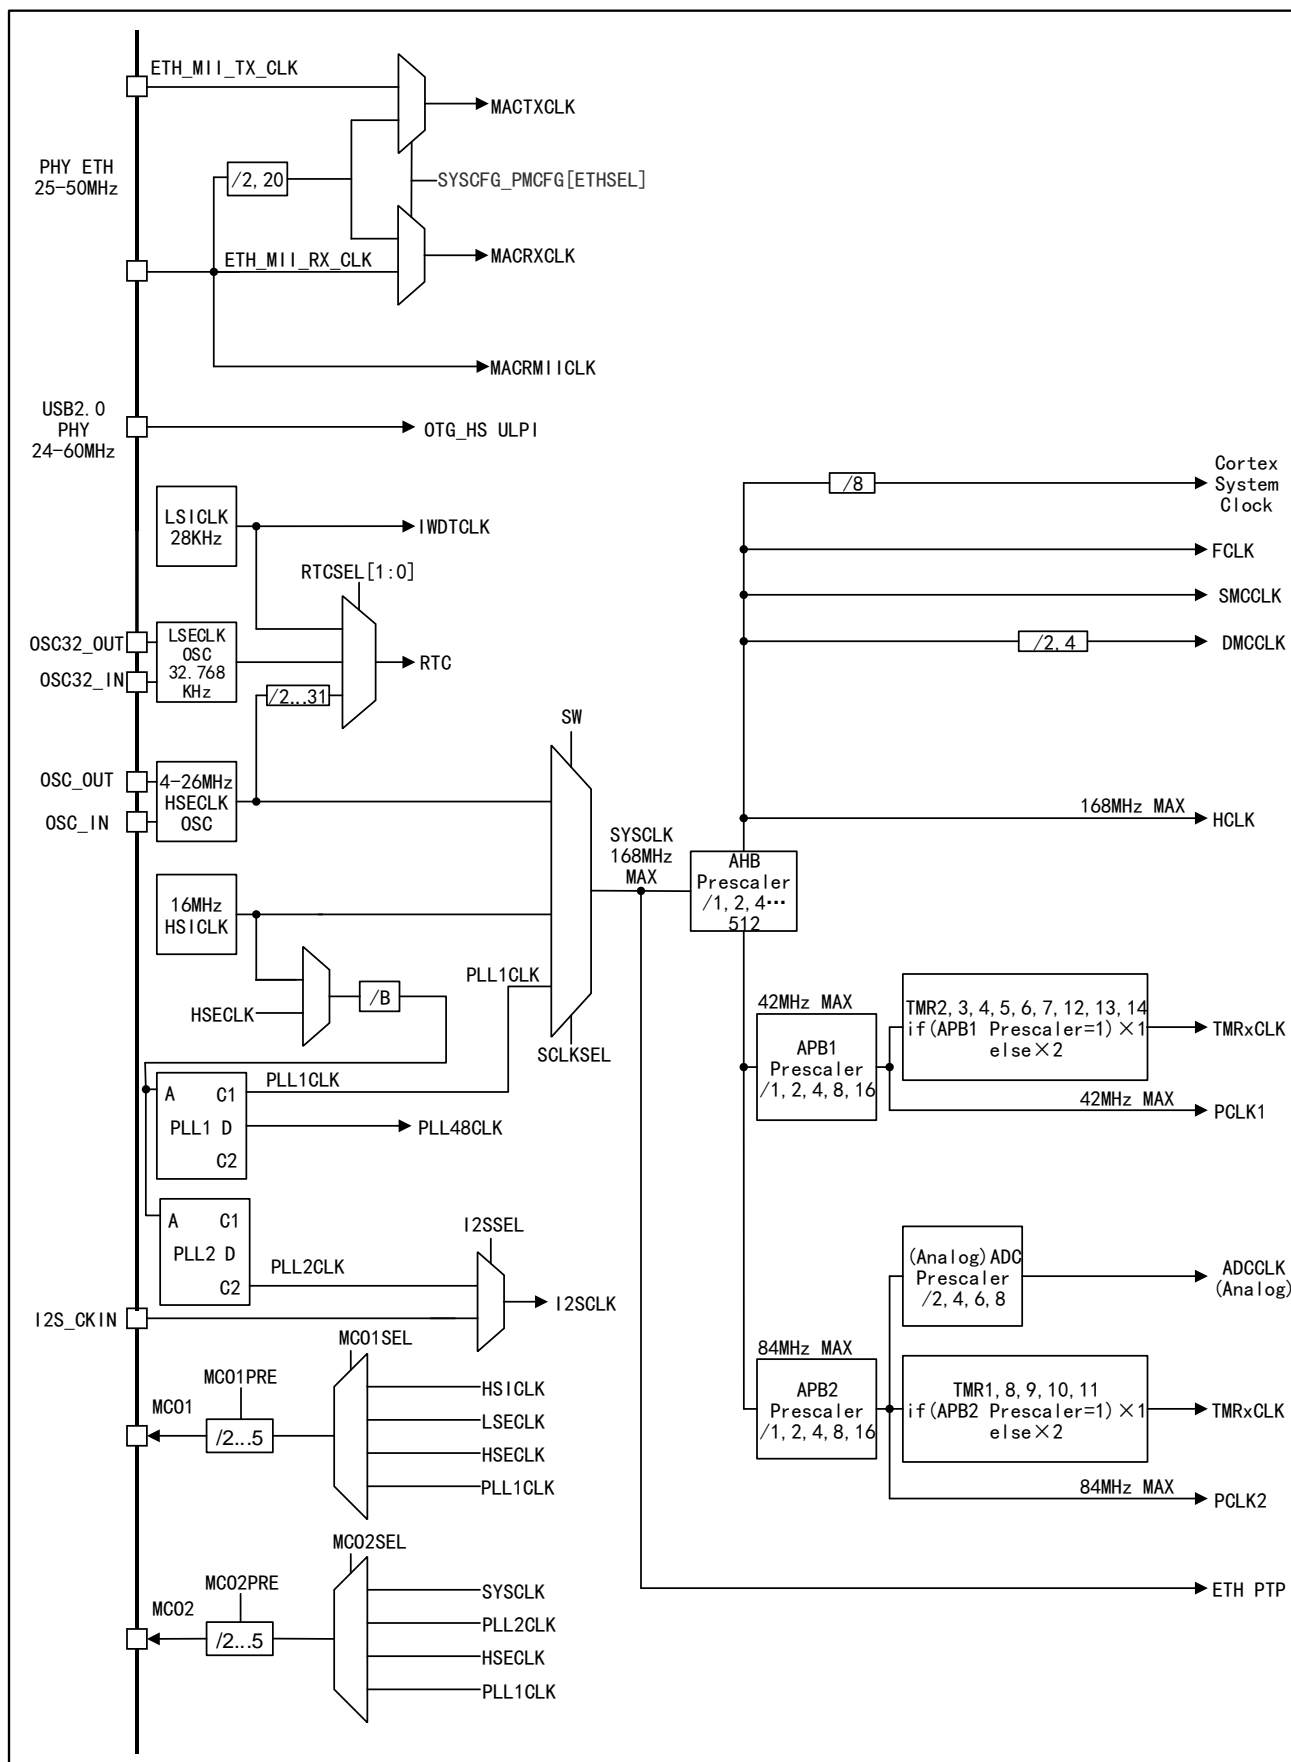 ETH_MII_TX_CLK
MACTXCLK
PHY ETH
25-50MHz
/2,20
SYSCFG_PMCFG[ETHSEL]
ETH_MII_RX_CLK
MACRXCLK
MACRMIICLK
USB2.0
PHY
24-60MHz
OTG_HS ULPI
Cortex
System
Clock
/8
LSICLK
28KHz
IWDTCLK
FCLK
RTCSEL[1:0]
SMCCLK
OSC32_OUT
OSC32_IN
LSECLK
OSC
32.768
KHz
RTC
/2,4
DMCCLK
/2...31
SW
OSC_OUT
OSC_IN
4-26MHz
HSECLK
OSC
168MHz MAX
HCLK
SYSCLK
168MHz
MAX
AHB
Prescaler
/1,2,4…
512
16MHz
HSICLK
PLL1CLK
/B
HSECLK
SCLKSEL
42MHz MAX
APB1
Prescaler
/1,2,4,8,16
TMR2,3,4,5,6,7,12,13,14
if(APB1 Prescaler=1)×1
else×2
TMRxCLK
42MHz MAX
PCLK1
PLL1CLK
A C1
PLL1 D
C2
PLL48CLK
A C1
PLL2 D
C2
PLL2CLK
I2SSEL
I2SCLK
I2S_CKIN
(Analog)ADC
Prescaler
/2,4,6,8
ADCCLK
(Analog)
MCO1SEL
MCO1PRE
MCO1
/2...5
HSICLK
LSECLK
HSECLK
PLL1CLK
84MHz MAX
APB2
Prescaler
/1,2,4,8,16
TMR1,8,9,10,11
if(APB2 Prescaler=1)×1
else×2
TMRxCLK
84MHz MAX
PCLK2
MCO2SEL
MCO2PRE
MCO2
/2...5
SYSCLK
PLL2CLK
HSECLK
PLL1CLK
ETH PTP